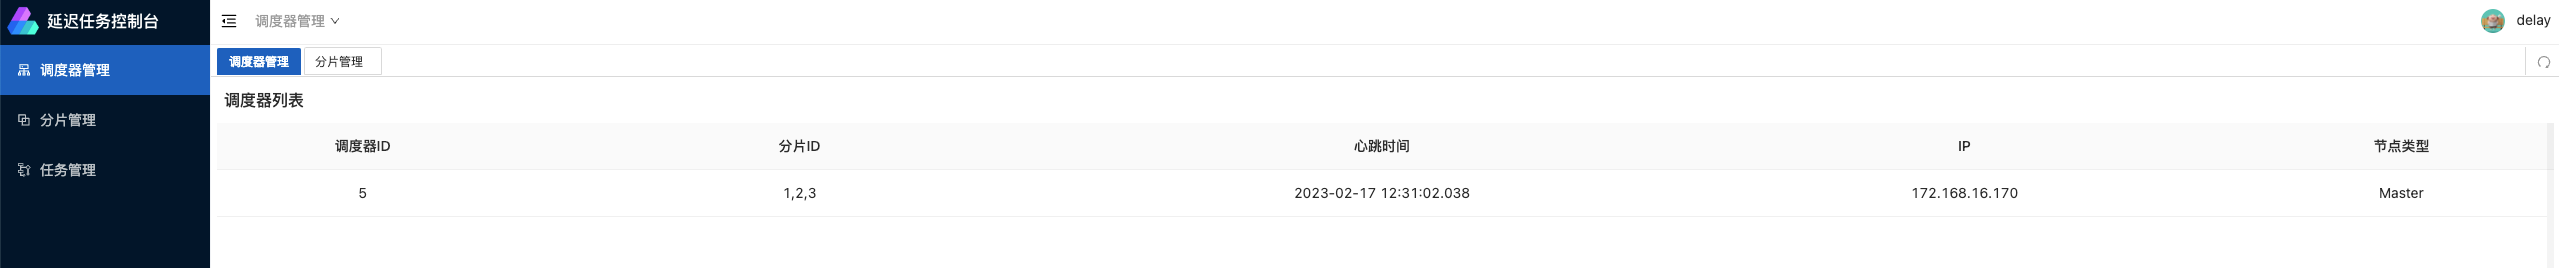 延迟任务控制台
调度器管理
delay
调度器管理
分片管理
任务管理
调度器管理 分片管理
调度器列表
调度器ID 分片ID 心跳时间 IP 节点类型
5 1,2,3 2023-02-17 12:31:02.038 172.168.16.170 Master